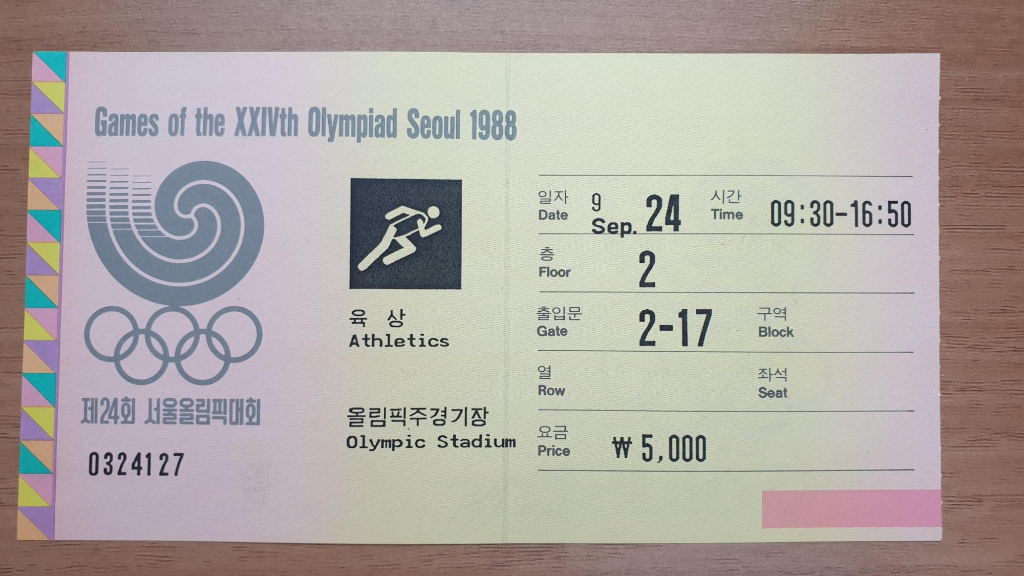 Games of the XXIVth Olympiad Seoul 1988
제24회 서울올림픽대회
0324127
육 상
Athletics
올림픽주경기장
Olympic Stadium
일자 9 시간
Date Sep. 24 Time 09:30-16:50
층
Floor 2
출입문 구역
Gate 2-17 Block
열 좌석
Row Seat
요금
Price ₩ 5,000